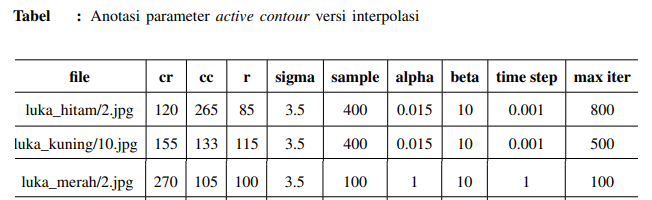 Tabel : Anotasi parameter active contour versi interpolasi
file cr cc r sigma sample alpha beta time step max iter
luka_hitam/2.jpg 120 265 85 3.5 400 0.015 10 0.001 800
luka_kuning/10.jpg 155 133 115 3.5 400 0.015 10 0.001 500
luka_merah/2.jpg 270 105 100 3.5 100 1 10 1 100